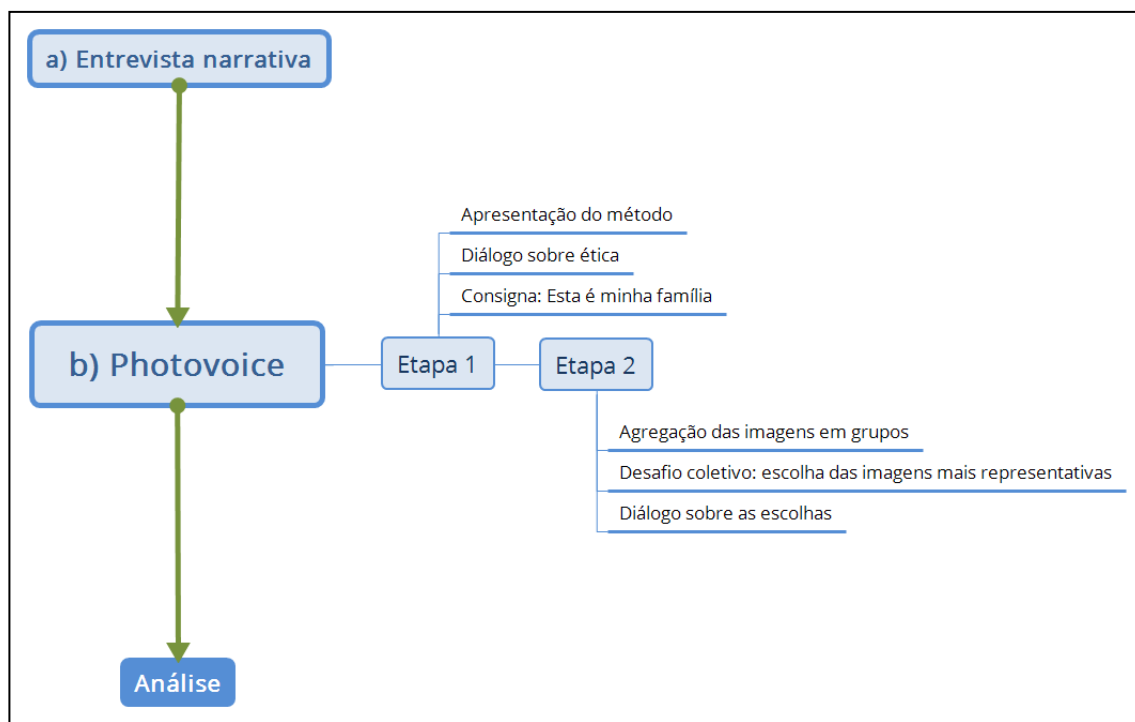 a) Entrevista narrativa
Apresentação do método
Diálogo sobre ética
Consigna: Esta é minha família
b) Photovoice
Etapa 1
Etapa 2
Agregação das imagens em grupos
Desafio coletivo: escolha das imagens mais representativas
Diálogo sobre as escolhas
Análise